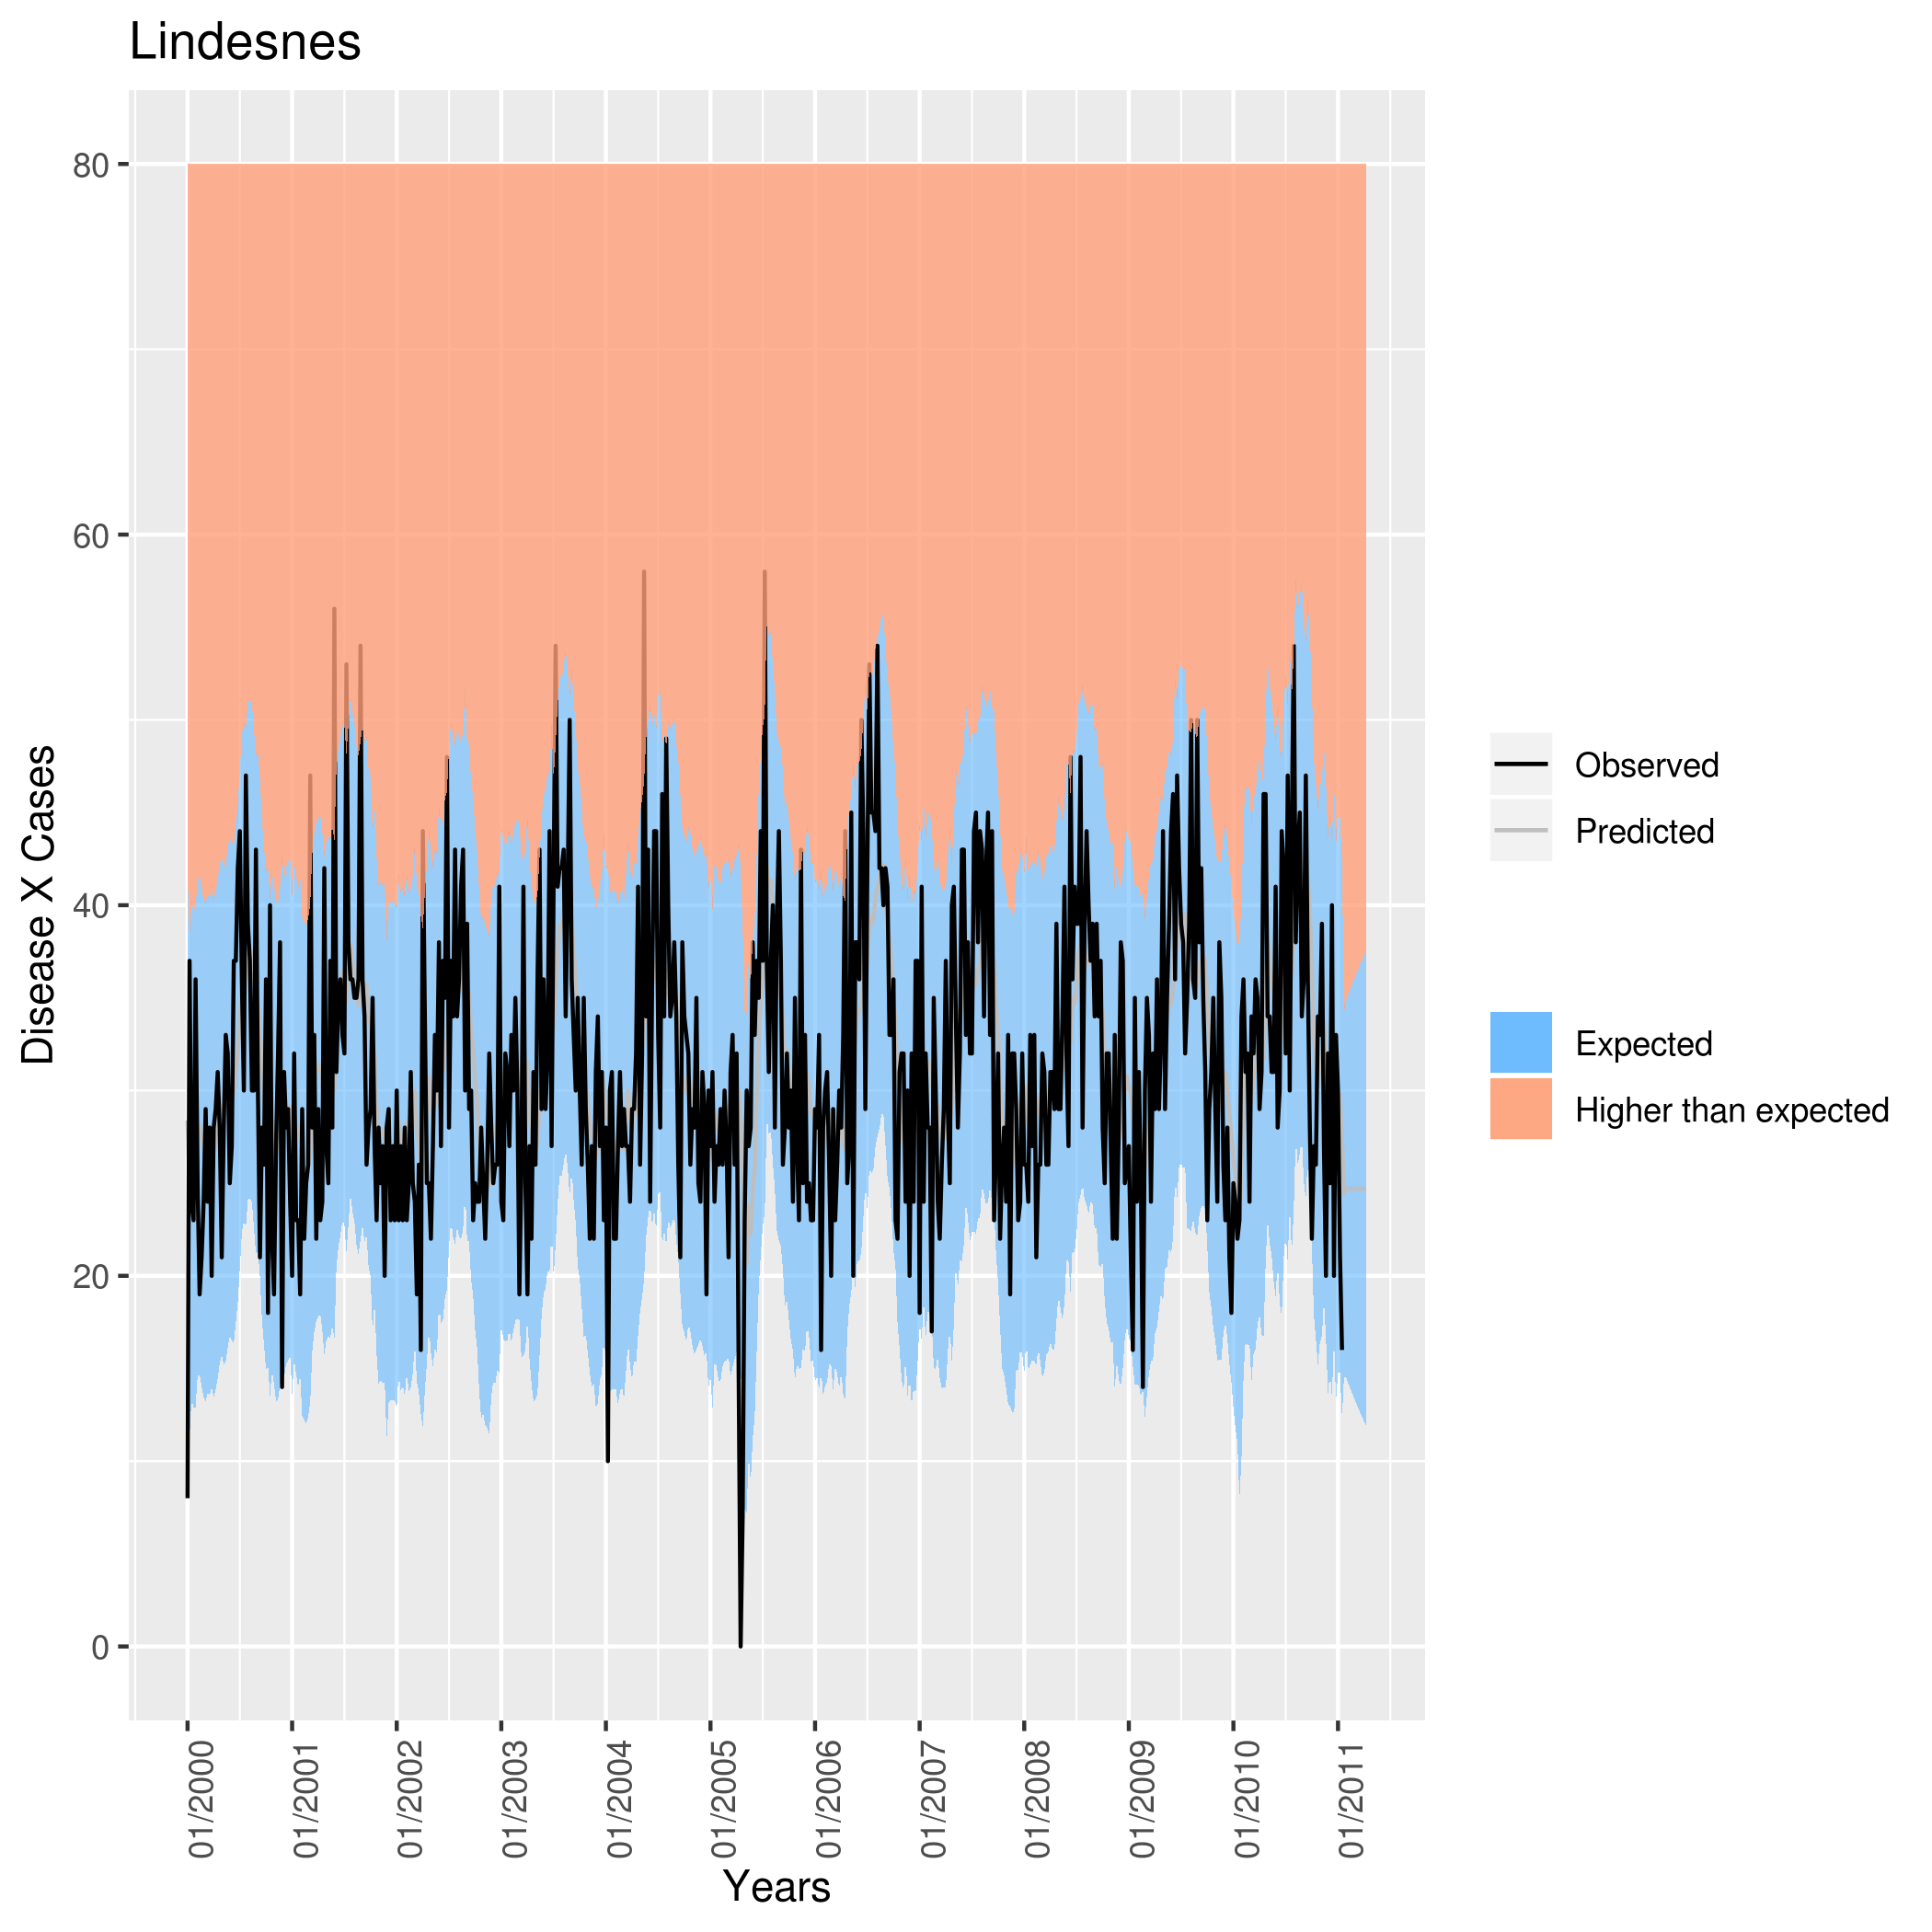 Lindesnes
Disease X Cases
80
60
40
20
0
01/2000
01/2001
01/2002
01/2003
01/2004
01/2005
01/2006
01/2007
01/2008
01/2009
01/2010
01/2011
Years
Observed
Predicted
Expected
Higher than expected